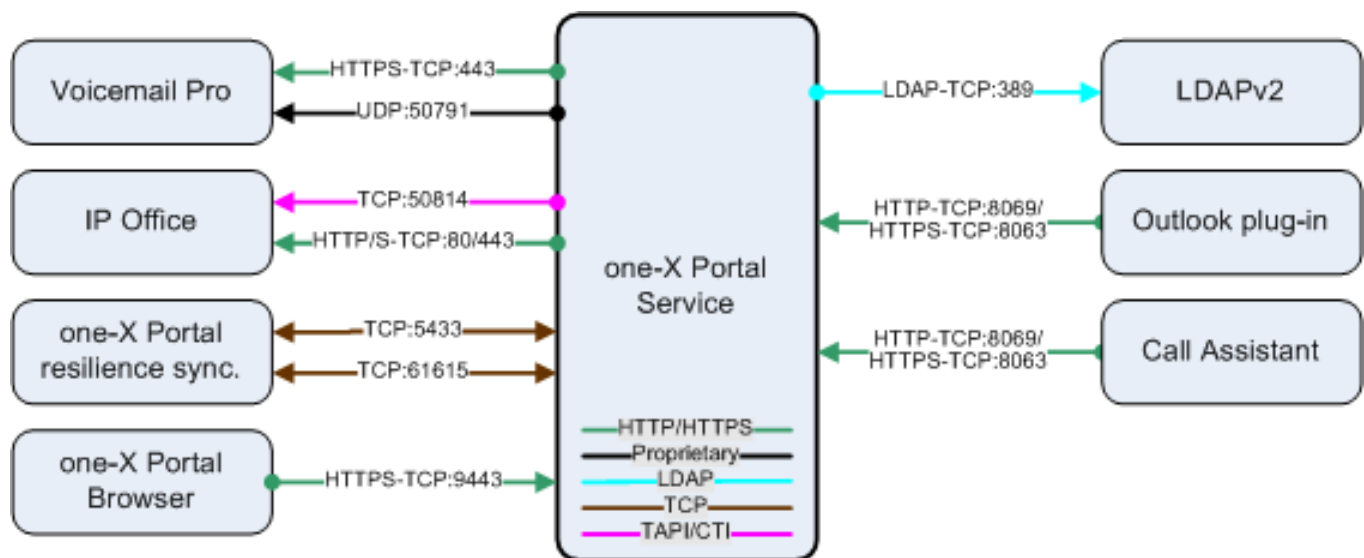 Voicemail Pro
HTTPS-TCP:443
UDP:50791
IP Office
TCP:50814
HTTP/S-TCP:80/443
one-X Portal
resilience sync.
TCP:5433
TCP:61615
one-X Portal
Browser
HTTPS-TCP:9443
one-X Portal
Service
HTTP/HTTPS
Proprietary
LDAP
TCP
TAPI/CTI
LDAP-TCP:389
LDAPv2
HTTP-TCP:8069/
HTTPS-TCP:8063
Outlook plug-in
HTTP-TCP:8069/
HTTPS-TCP:8063
Call Assistant